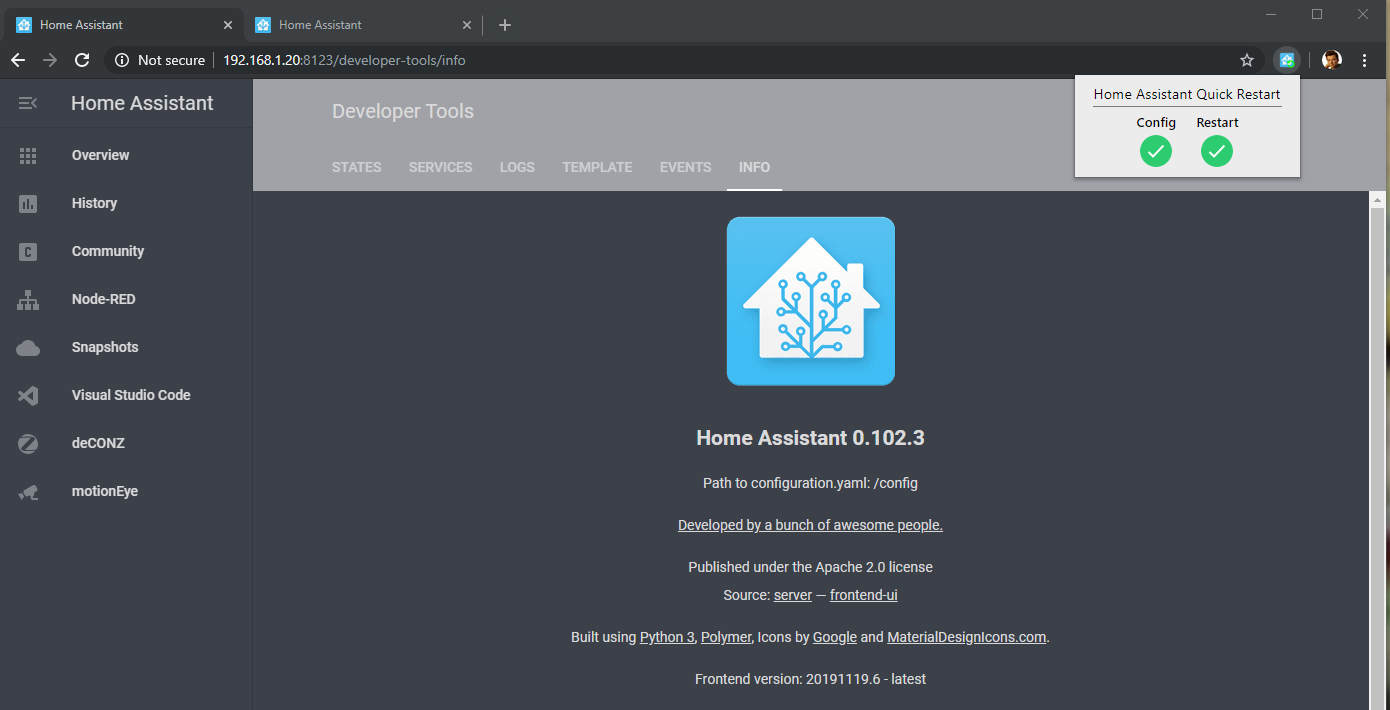 Home Assistant
Home Assistant
Not secure
192.168.1.20:8123/developer-tools/info
Home Assistant Quick Restart
Config Restart
Home Assistant
Overview
History
Community
Node-RED
Snapshots
Visual Studio Code
deCONZ
motionEye
Developer Tools
STATES SERVICES LOGS TEMPLATE EVENTS INFO
Home Assistant 0.102.3
Path to configuration.yaml: /config
Developed by a bunch of awesome people.
Published under the Apache 2.0 license
Source: server — frontend-ui
Built using Python 3, Polymer, Icons by Google and MaterialDesignIcons.com.
Frontend version: 20191119.6 - latest